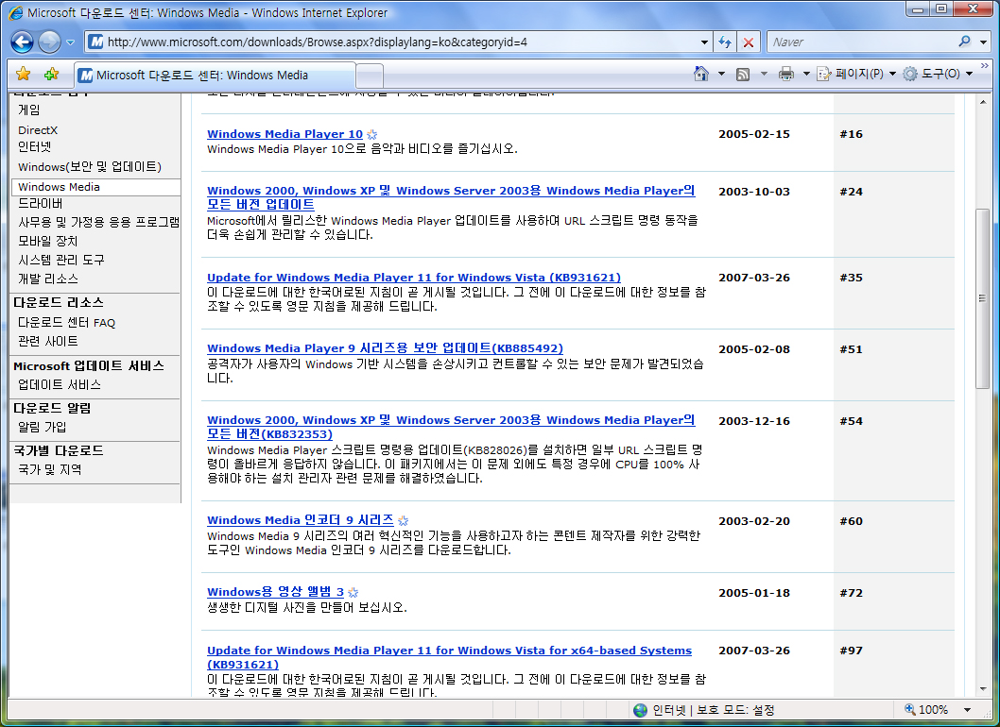 Microsoft 다운로드 센터: Windows Media - Windows Internet Explorer
http://www.microsoft.com/downloads/Browse.aspx?displaylang=ko&categoryid=4
Naver
Microsoft 다운로드 센터: Windows Media
페이지(P)
도구(O)
게임
DirectX
인터넷
Windows(보안 및 업데이트)
Windows Media
드라이버
사무용 및 가정용 응용 프로그램
모바일 장치
시스템 관리 도구
개발 리소스
다운로드 리소스
다운로드 센터 FAQ
관련 사이트
Microsoft 업데이트 서비스
업데이트 서비스
다운로드 알림
알림 가입
국가별 다운로드
국가 및 지역
Windows Media Player 10 2005-02-15 #16
Windows Media Player 10으로 음악과 비디오를 즐기십시오.
Windows 2000, Windows XP 및 Windows Server 2003용 Windows Media Player의 2003-10-03 #24
모든 버전 업데이트
Microsoft에서 릴리스한 Windows Media Player 업데이트를 사용하여 URL 스크립트 명령 동작을
더욱 손쉽게 관리할 수 있습니다.
Update for Windows Media Player 11 for Windows Vista (KB931621) 2007-03-26 #35
이 다운로드에 대한 한국어로된 지침이 곧 게시될 것입니다. 그 전에 이 다운로드에 대한 정보를 참
조할 수 있도록 영문 지침을 제공해 드립니다.
Windows Media Player 9 시리즈용 보안 업데이트(KB885492) 2005-02-08 #51
공격자가 사용자의 Windows 기반 시스템을 손상시키고 컨트롤할 수 있는 보안 문제가 발견되었습
니다.
Windows 2000, Windows XP 및 Windows Server 2003용 Windows Media Player의 2003-12-16 #54
모든 버전(KB832353)
Windows Media Player 스크립트 명령용 업데이트(KB828026)를 설치하면 일부 URL 스크립트 명
령이 올바르게 응답하지 않습니다. 이 패키지에서는 이 문제 외에도 특정 경우에 CPU를 100% 사
용해야 하는 설치 관리자 관련 문제를 해결하였습니다.
Windows Media 인코더 9 시리즈 2003-02-20 #60
Windows Media 9 시리즈의 여러 혁신적인 기능을 사용하고자 하는 콘텐트 제작자를 위한 강력한
도구인 Windows Media 인코더 9 시리즈를 다운로드합니다.
Windows용 영상 앨범 3 2005-01-18 #72
생생한 디지털 사진을 만들어 보십시오.
Update for Windows Media Player 11 for Windows Vista for x64-based Systems 2007-03-26 #97
(KB931621)
이 다운로드에 대한 한국어로된 지침이 곧 게시될 것입니다. 그 전에 이 다운로드에 대한 정보를 참
조할 수 있도록 영문 지침을 제공해 드립니다.
인터넷 | 보호 모드: 설정
100%